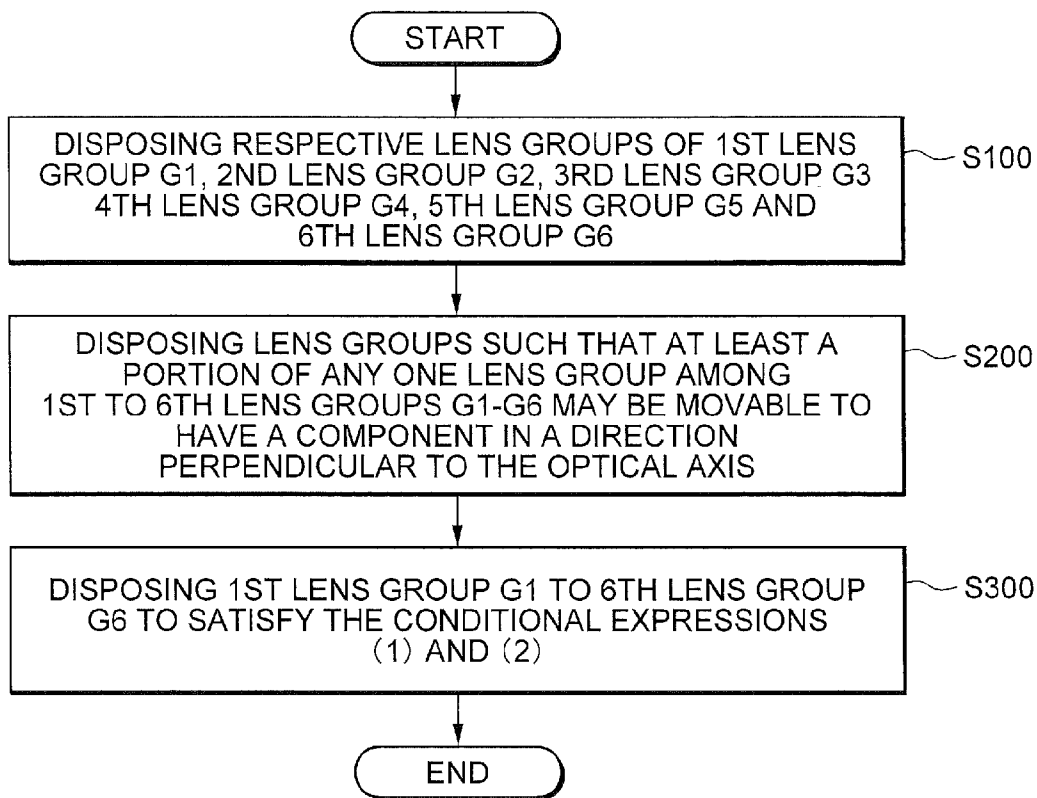 START
DISPOSING RESPECTIVE LENS GROUPS OF 1ST LENS
GROUP G1, 2ND LENS GROUP G2, 3RD LENS GROUP G3
4TH LENS GROUP G4, 5TH LENS GROUP G5 AND
6TH LENS GROUP G6
S100
DISPOSING LENS GROUPS SUCH THAT AT LEAST A
PORTION OF ANY ONE LENS GROUP AMONG
1ST TO 6TH LENS GROUPS G1-G6 MAY BE MOVABLE TO
HAVE A COMPONENT IN A DIRECTION
PERPENDICULAR TO THE OPTICAL AXIS
S200
DISPOSING 1ST LENS GROUP G1 TO 6TH LENS GROUP
G6 TO SATISFY THE CONDITIONAL EXPRESSIONS
(1) AND (2)
S300
END